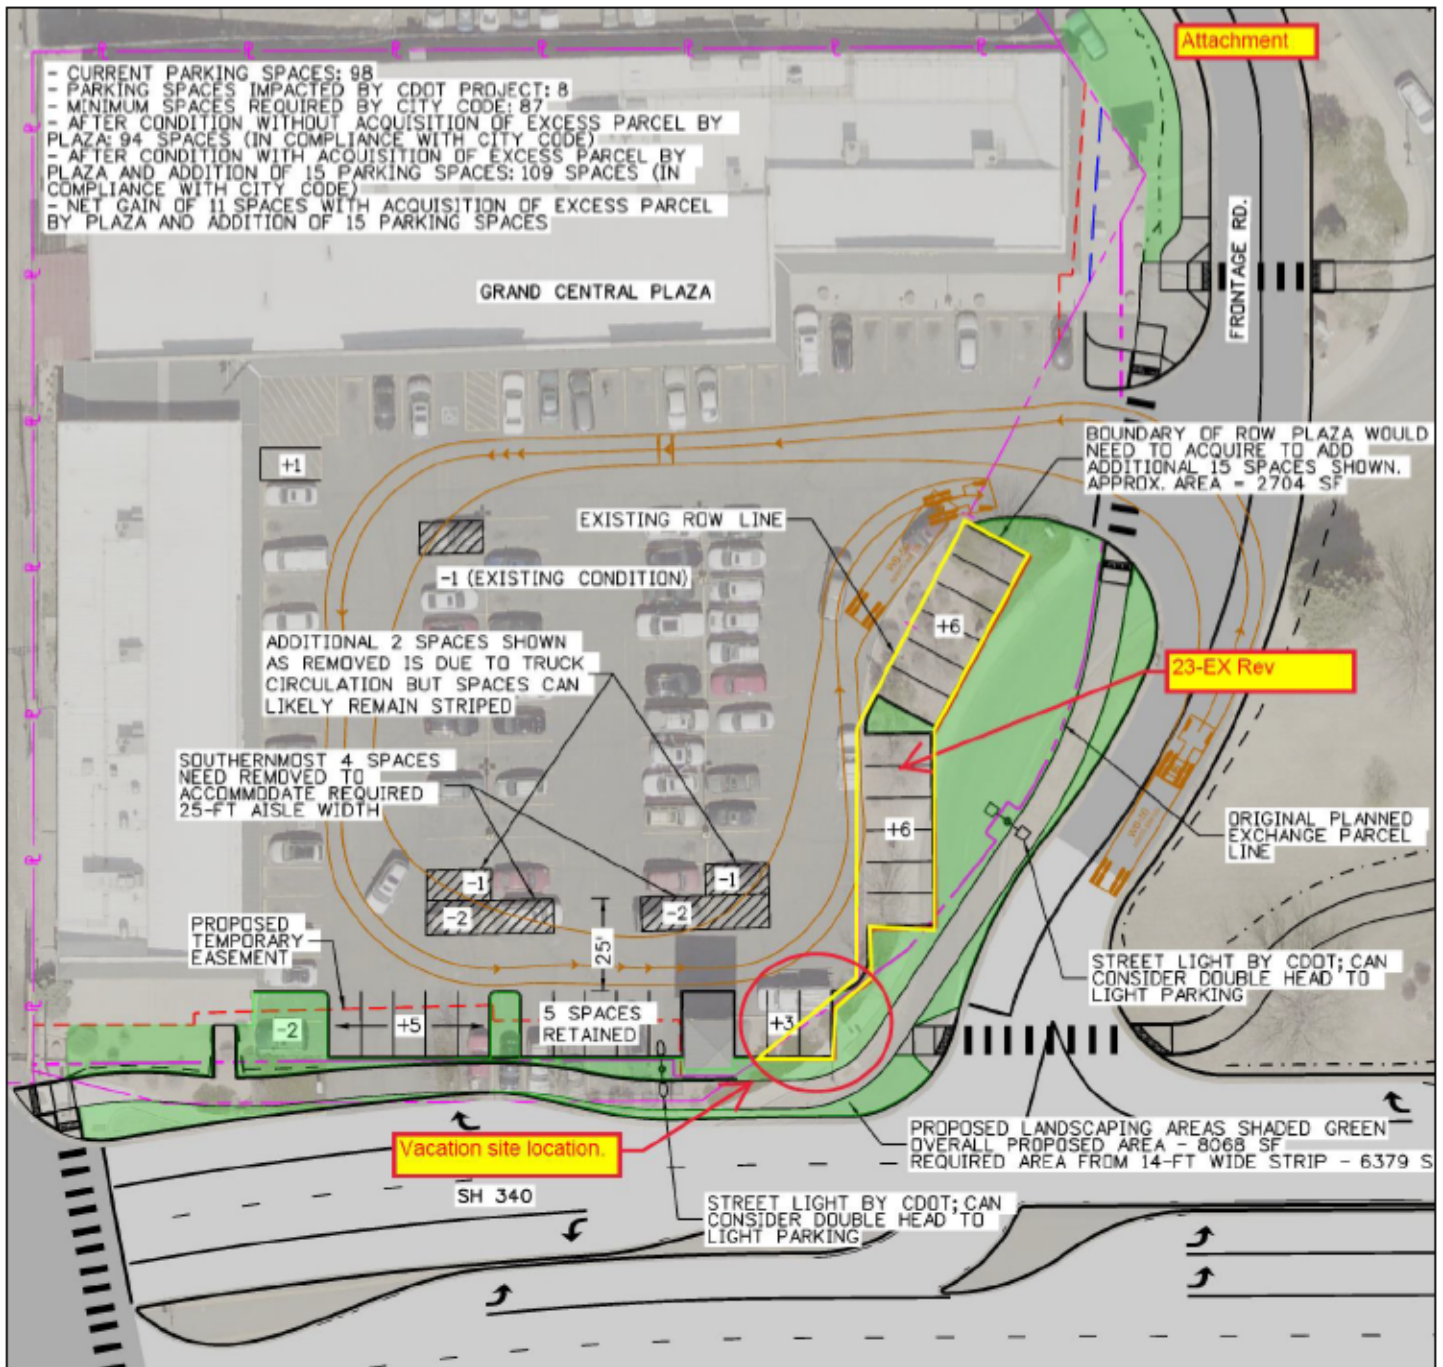 Attachment
- CURRENT PARKING SPACES: 98
- PARKING SPACES IMPACTED BY CDOT PROJECT: 8
- MINIMUM SPACES REQUIRED BY CITY CODE: 87
- AFTER CONDITION WITHOUT ACQUISITION OF EXCESS PARCEL BY
PLAZA: 94 SPACES (IN COMPLIANCE WITH CITY CODE)
- AFTER CONDITION WITH ACQUISITION OF EXCESS PARCEL BY
PLAZA AND ADDITION OF 15 PARKING SPACES: 109 SPACES (IN
COMPLIANCE WITH CITY CODE)
- NET GAIN OF 11 SPACES WITH ACQUISITION OF EXCESS PARCEL
BY PLAZA AND ADDITION OF 15 PARKING SPACES
GRAND CENTRAL PLAZA
FRONTAGE RD.
BOUNDARY OF ROW PLAZA WOULD
NEED TO ACQUIRE TO ADD
ADDITIONAL 15 SPACES SHOWN.
APPROX. AREA = 2704 SF
+1
EXISTING ROW LINE
-1 (EXISTING CONDITION)
+6
ADDITIONAL 2 SPACES SHOWN
AS REMOVED IS DUE TO TRUCK
CIRCULATION BUT SPACES CAN
LIKELY REMAIN STRIPED
23-EX Rev
SOUTHERNMOST 4 SPACES
NEED REMOVED TO
ACCOMMODATE REQUIRED
25-FT AISLE WIDTH
+6
ORIGINAL PLANNED
EXCHANGE PARCEL
LINE
-1
-1
-2
-2
25'
PROPOSED
TEMPORARY
EASEMENT
STREET LIGHT BY CDOT; CAN
CONSIDER DOUBLE HEAD TO
LIGHT PARKING
-2
+5
5 SPACES
RETAINED
+3
PROPOSED LANDSCAPING AREAS SHADED GREEN
OVERALL PROPOSED AREA - 8068 SF
REQUIRED AREA FROM 14-FT WIDE STRIP - 6379 S
Vacation site location.
SH 340
STREET LIGHT BY CDOT; CAN
CONSIDER DOUBLE HEAD TO
LIGHT PARKING